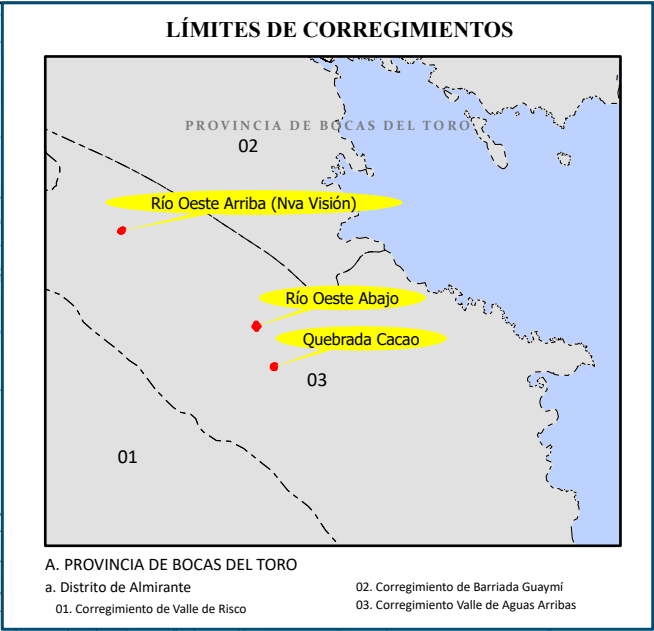 LÍMITES DE CORREGIMIENTOS
PROVINCIA DE BOCAS DEL TORO
02
Río Oeste Arriba (Nva Visión)
Río Oeste Abajo
Quebrada Cacao
03
01
A. PROVINCIA DE BOCAS DEL TORO
a. Distrito de Almirante
01. Corregimiento de Valle de Risco
02. Corregimiento de Barriada Guaymí
03. Corregimiento Valle de Aguas Arribas